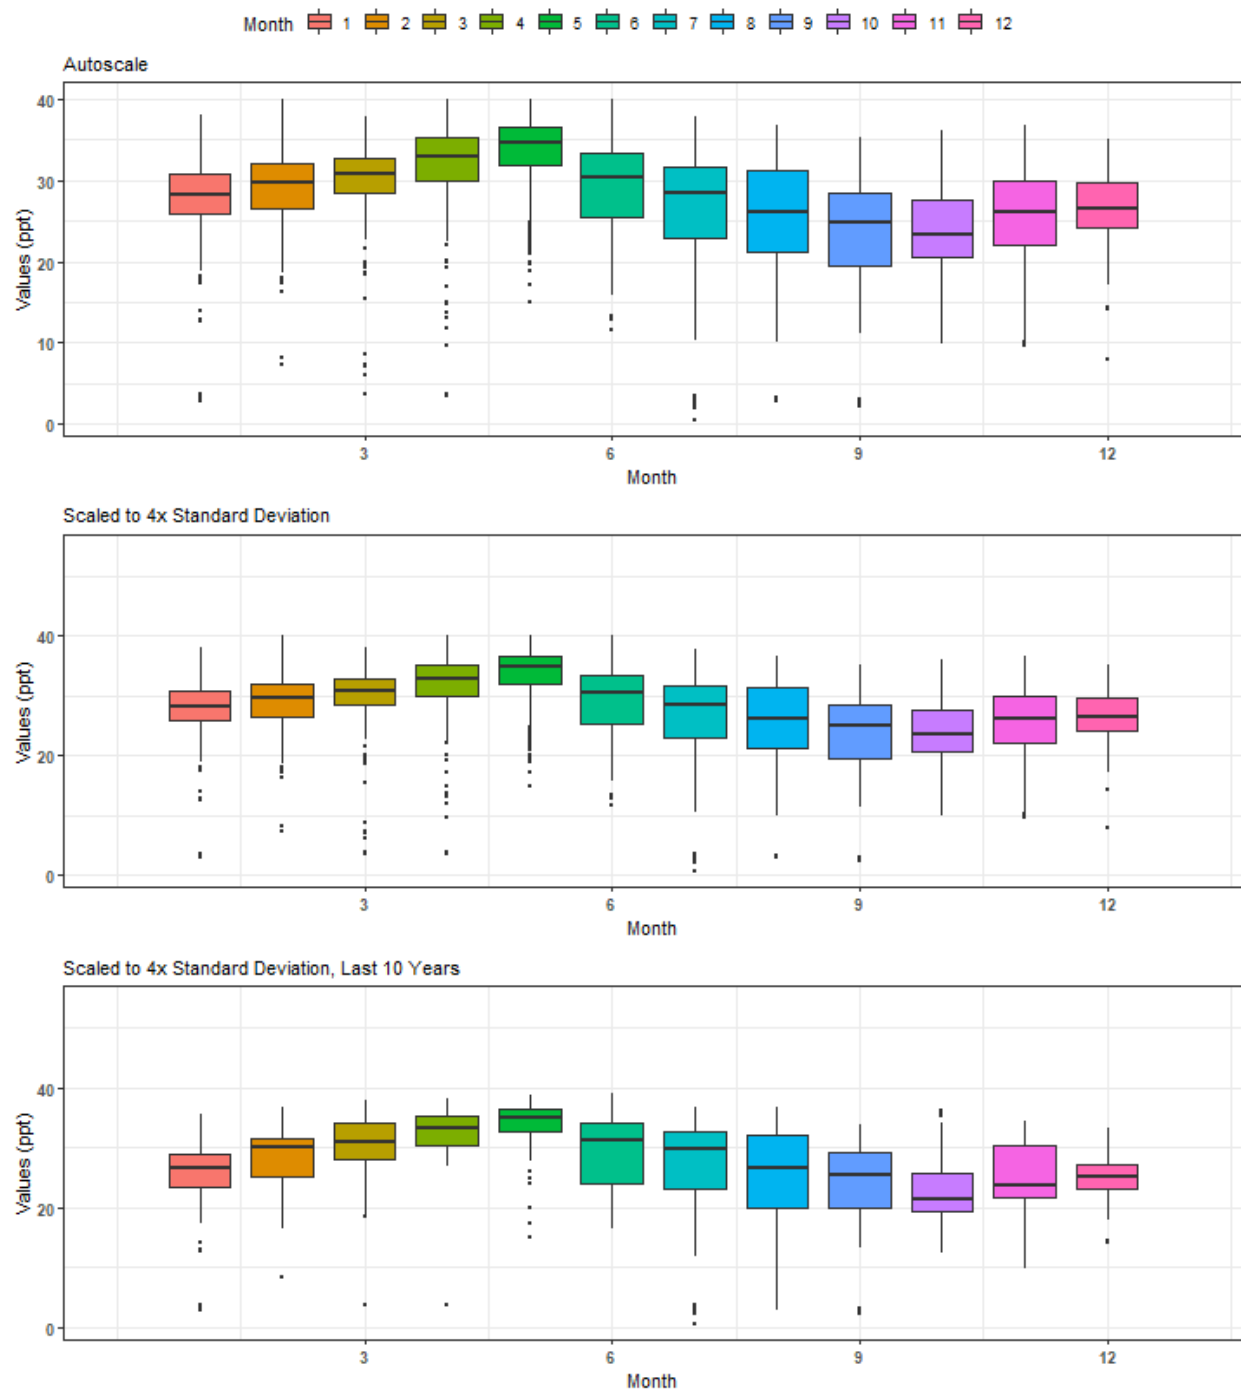 Month 1 2 3 4 5 6 7 8 9 10 11 12
Autoscale
Values (ppt)
40
30
20
10
0
3 6 9 12
Month
Scaled to 4x Standard Deviation
Values (ppt)
40
20
0
3 6 9 12
Month
Scaled to 4x Standard Deviation, Last 10 Years
Values (ppt)
40
20
0
3 6 9 12
Month